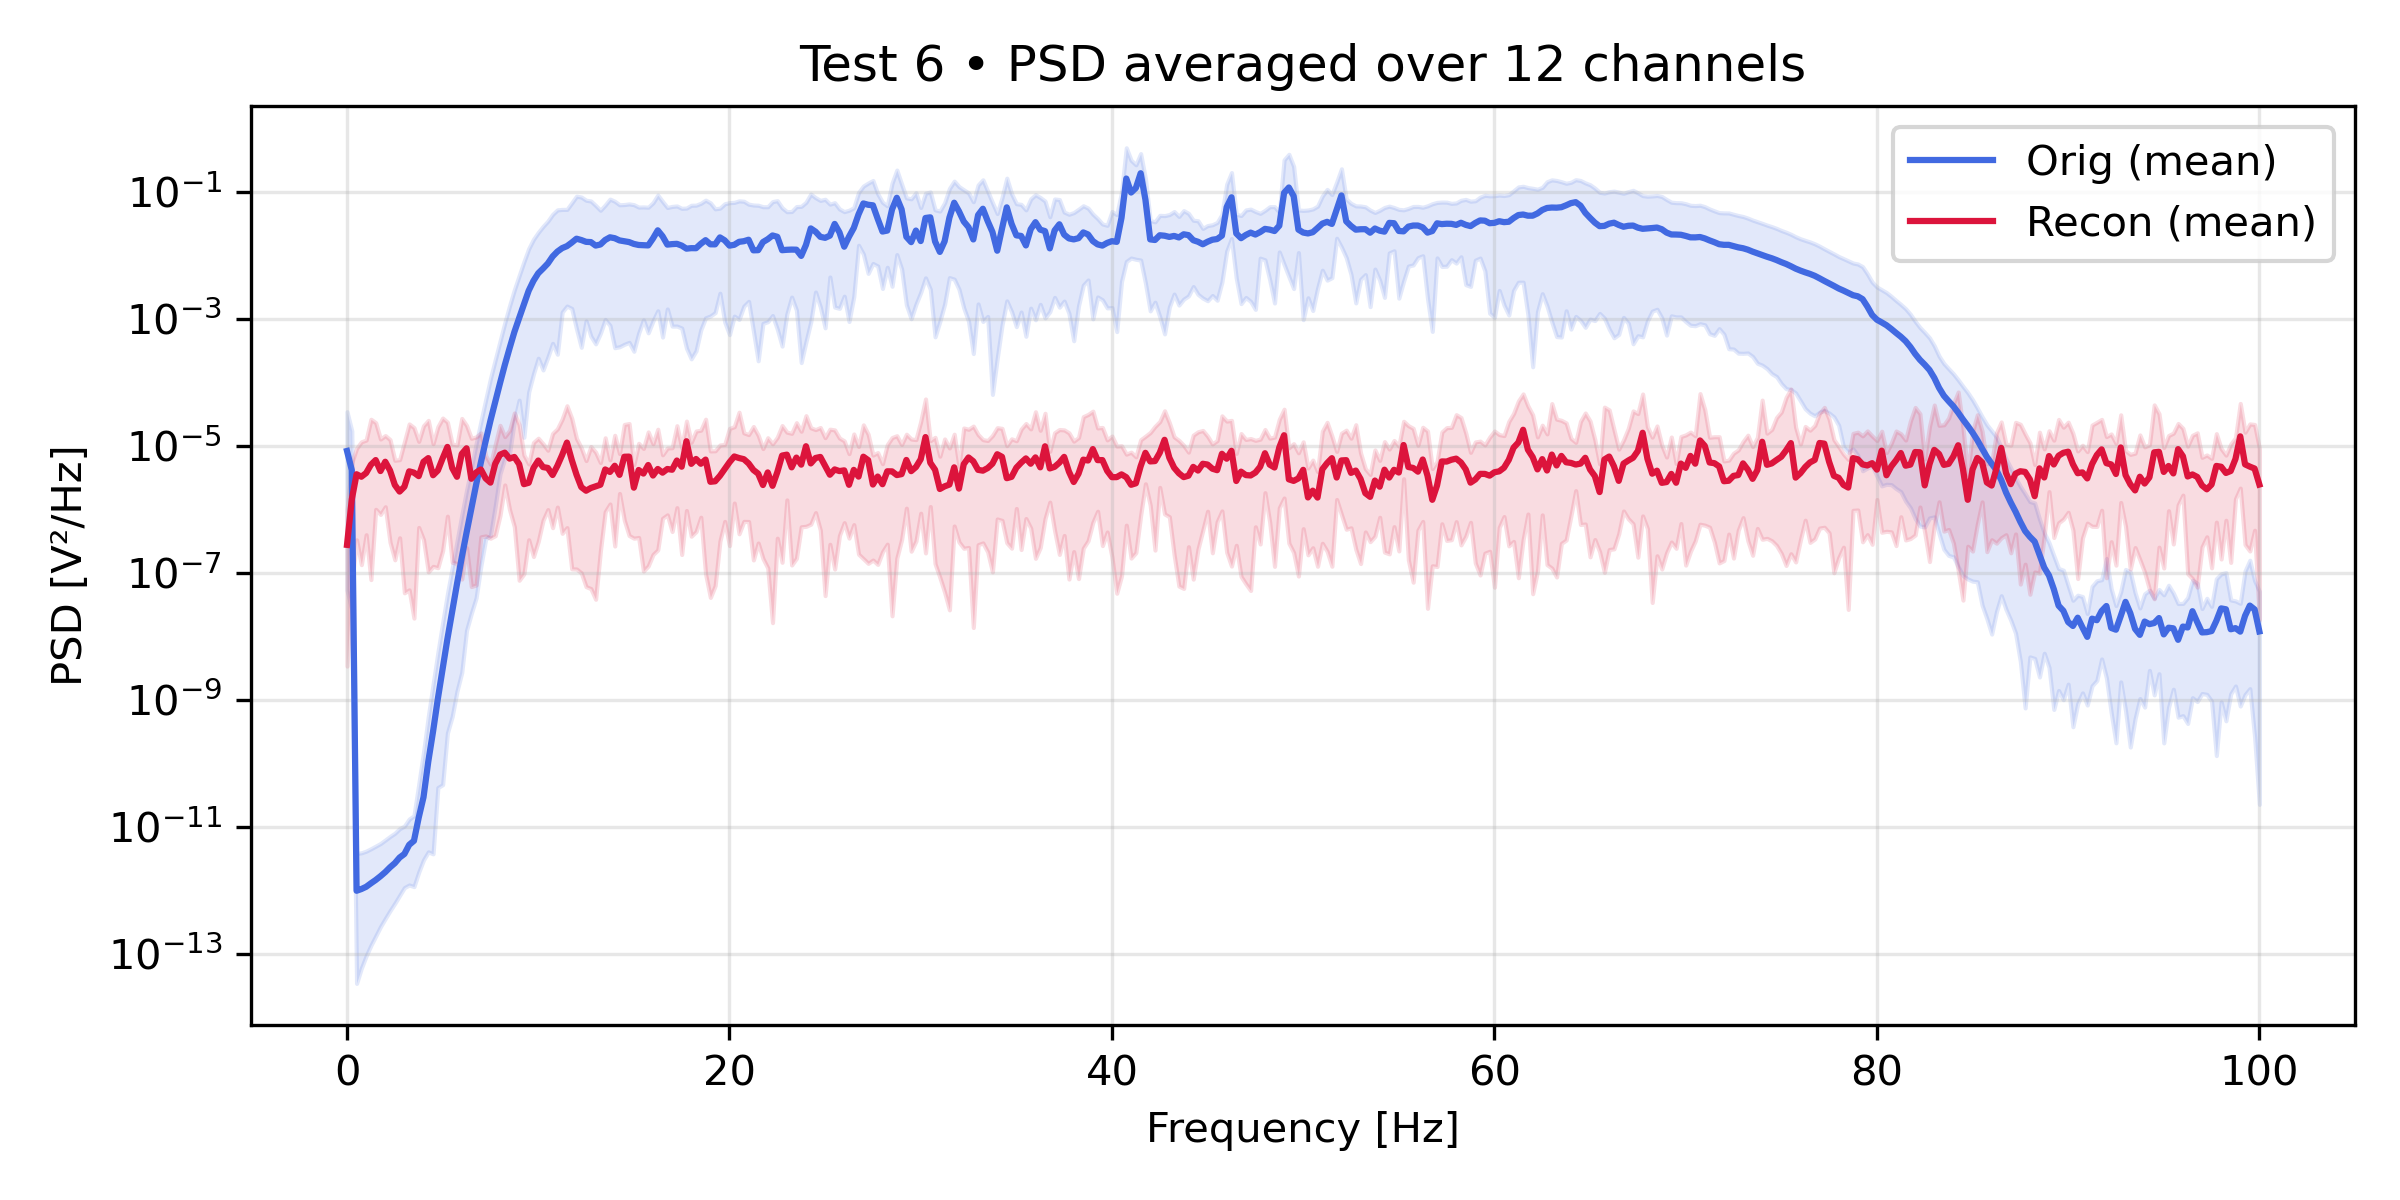 Test 6 • PSD averaged over 12 channels
Orig (mean)
Recon (mean)
PSD [V²/Hz]
10⁻¹
10⁻³
10⁻⁵
10⁻⁷
10⁻⁹
10⁻¹¹
10⁻¹³
0 20 40 60 80 100
Frequency [Hz]